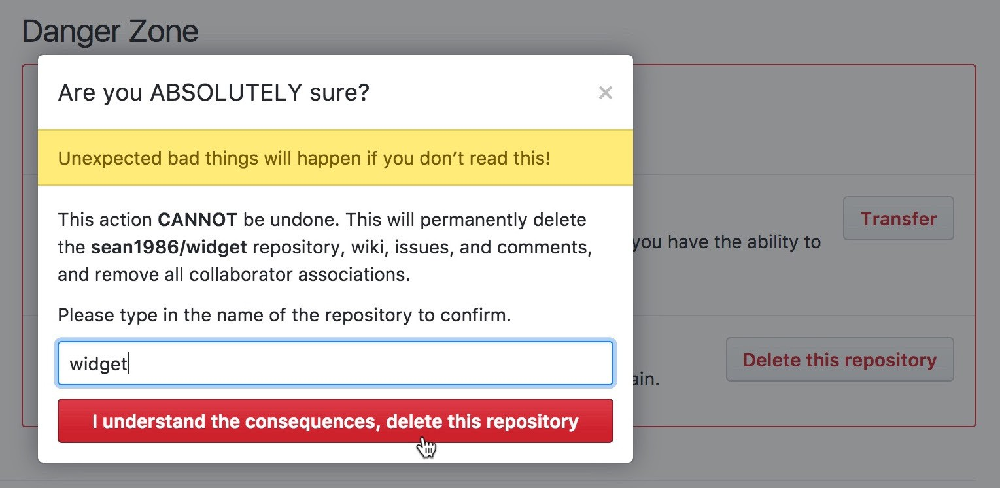 Danger Zone
Are you ABSOLUTELY sure?
×
Unexpected bad things will happen if you don’t read this!
This action CANNOT be undone. This will permanently delete
the sean1986/widget repository, wiki, issues, and comments,
and remove all collaborator associations.
Please type in the name of the repository to confirm.
widget
I understand the consequences, delete this repository
Transfer
you have the ability to
Delete this repository